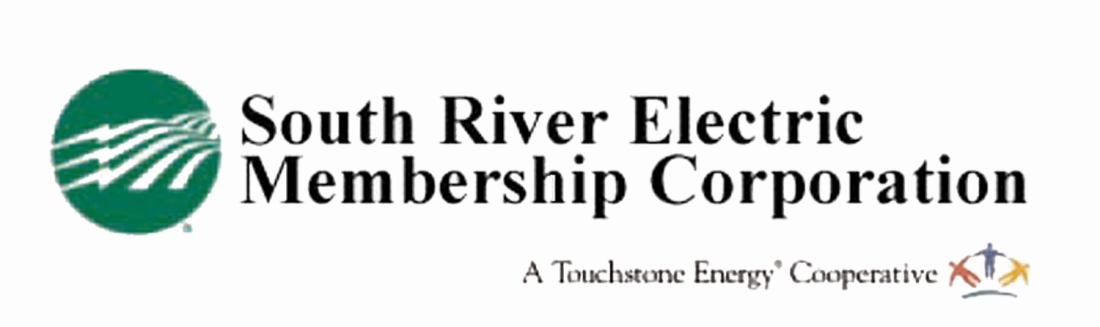 South River Electric
Membership Corporation
A Touchstone Energy® Cooperative